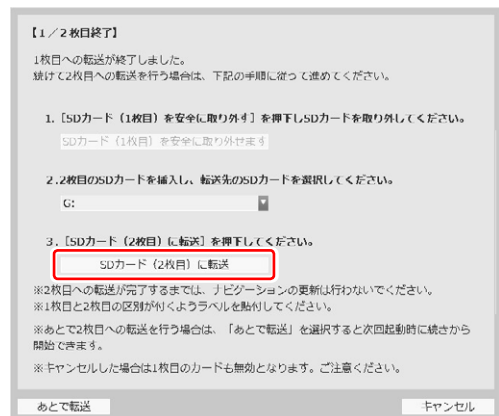 【1/2枚目終了】
1枚目への転送が終了しました。
続けて2枚目への転送を行う場合は、下記の手順に従って進めてください。
1.［SDカード（1枚目）を安全に取り外す］を押下しSDカードを取り外してください。
SDカード（1枚目）を安全に取り外せます
2.2枚目のSDカードを挿入し、転送先のSDカードを選択してください。
G:
3.［SDカード（2枚目）に転送］を押下してください。
SDカード（2枚目）に転送
※2枚目への転送が完了するまでは、ナビゲーションの更新は行わないでください。
※1枚目と2枚目の区別が付くようラベルを貼付してください。
※あとで2枚目への転送を行う場合は、「あとで転送」を選択すると次回起動時に続きから
開始できます。
※キャンセルした場合は1枚目のカードも無効となります。ご注意ください。
あとで転送
キャンセル